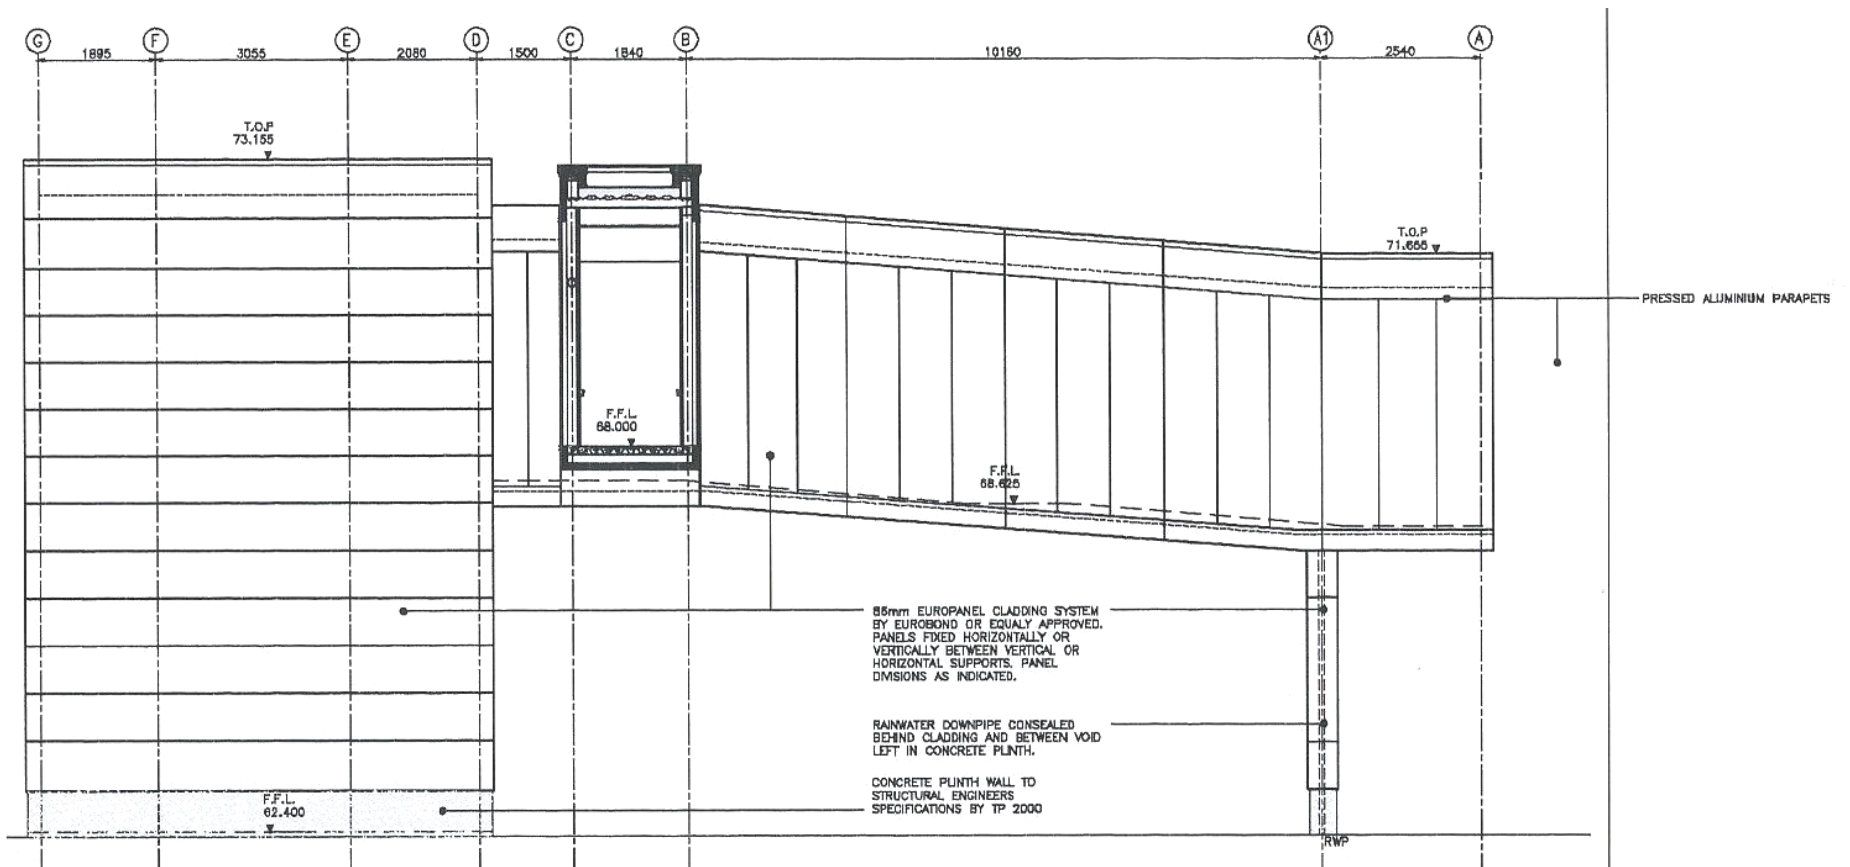 G F E D C B A1 A
1895 3055 2080 1500 1840 10160 2540
T.O.P
73.155
T.O.P
71.655
PRESSED ALUMINIUM PARAPETS
F.F.L.
68.000
F.F.L.
68.625
85mm EUROPANEL CLADDING SYSTEM
BY EUROBOND OR EQUALY APPROVED.
PANELS FIXED HORIZONTALLY OR
VERTICALLY BETWEEN VERTICAL OR
HORIZONTAL SUPPORTS. PANEL
DIVISIONS AS INDICATED.
RAINWATER DOWNPIPE CONSEALED
BEHIND CLADDING AND BETWEEN VOID
LEFT IN CONCRETE PLINTH.
CONCRETE PLINTH WALL TO
STRUCTURAL ENGINEERS
SPECIFICATIONS BY TP 2000
F.F.L.
62.400
RWP